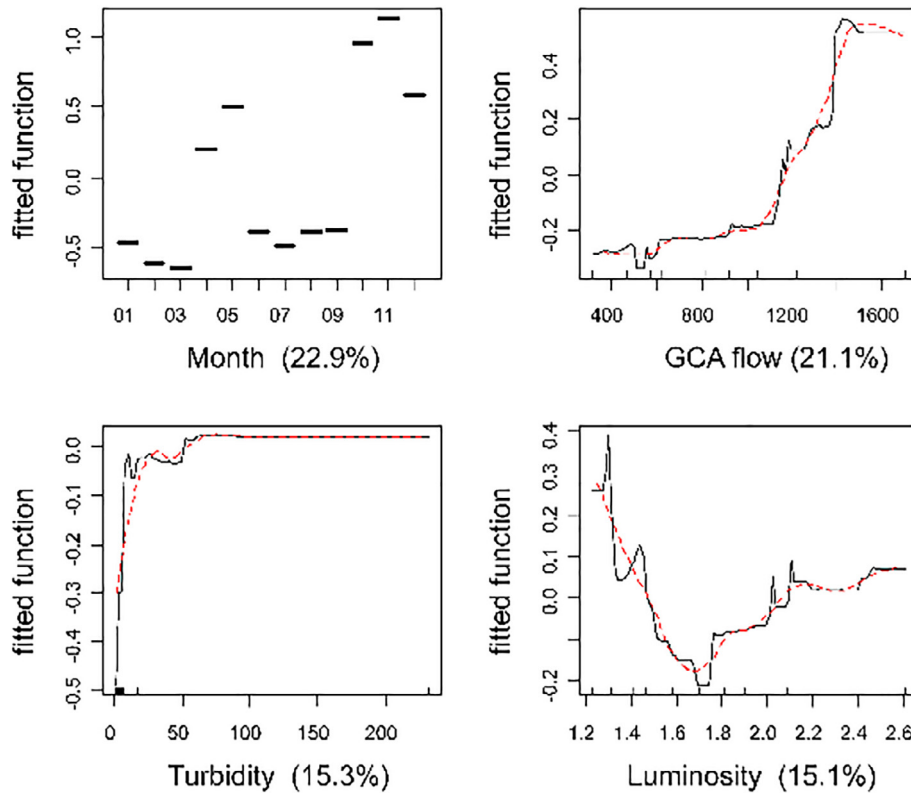 fitted function
1.0
0.5
0.0
-0.5
01 03 05 07 09 11
Month (22.9%)
fitted function
0.4
0.2
0.0
-0.2
400 800 1200 1600
GCA flow (21.1%)
fitted function
0.0
-0.1
-0.2
-0.3
-0.4
-0.5
0 50 100 150 200
Turbidity (15.3%)
fitted function
0.4
0.3
0.2
0.1
0.0
-0.2
1.2 1.4 1.6 1.8 2.0 2.2 2.4 2.6
Luminosity (15.1%)